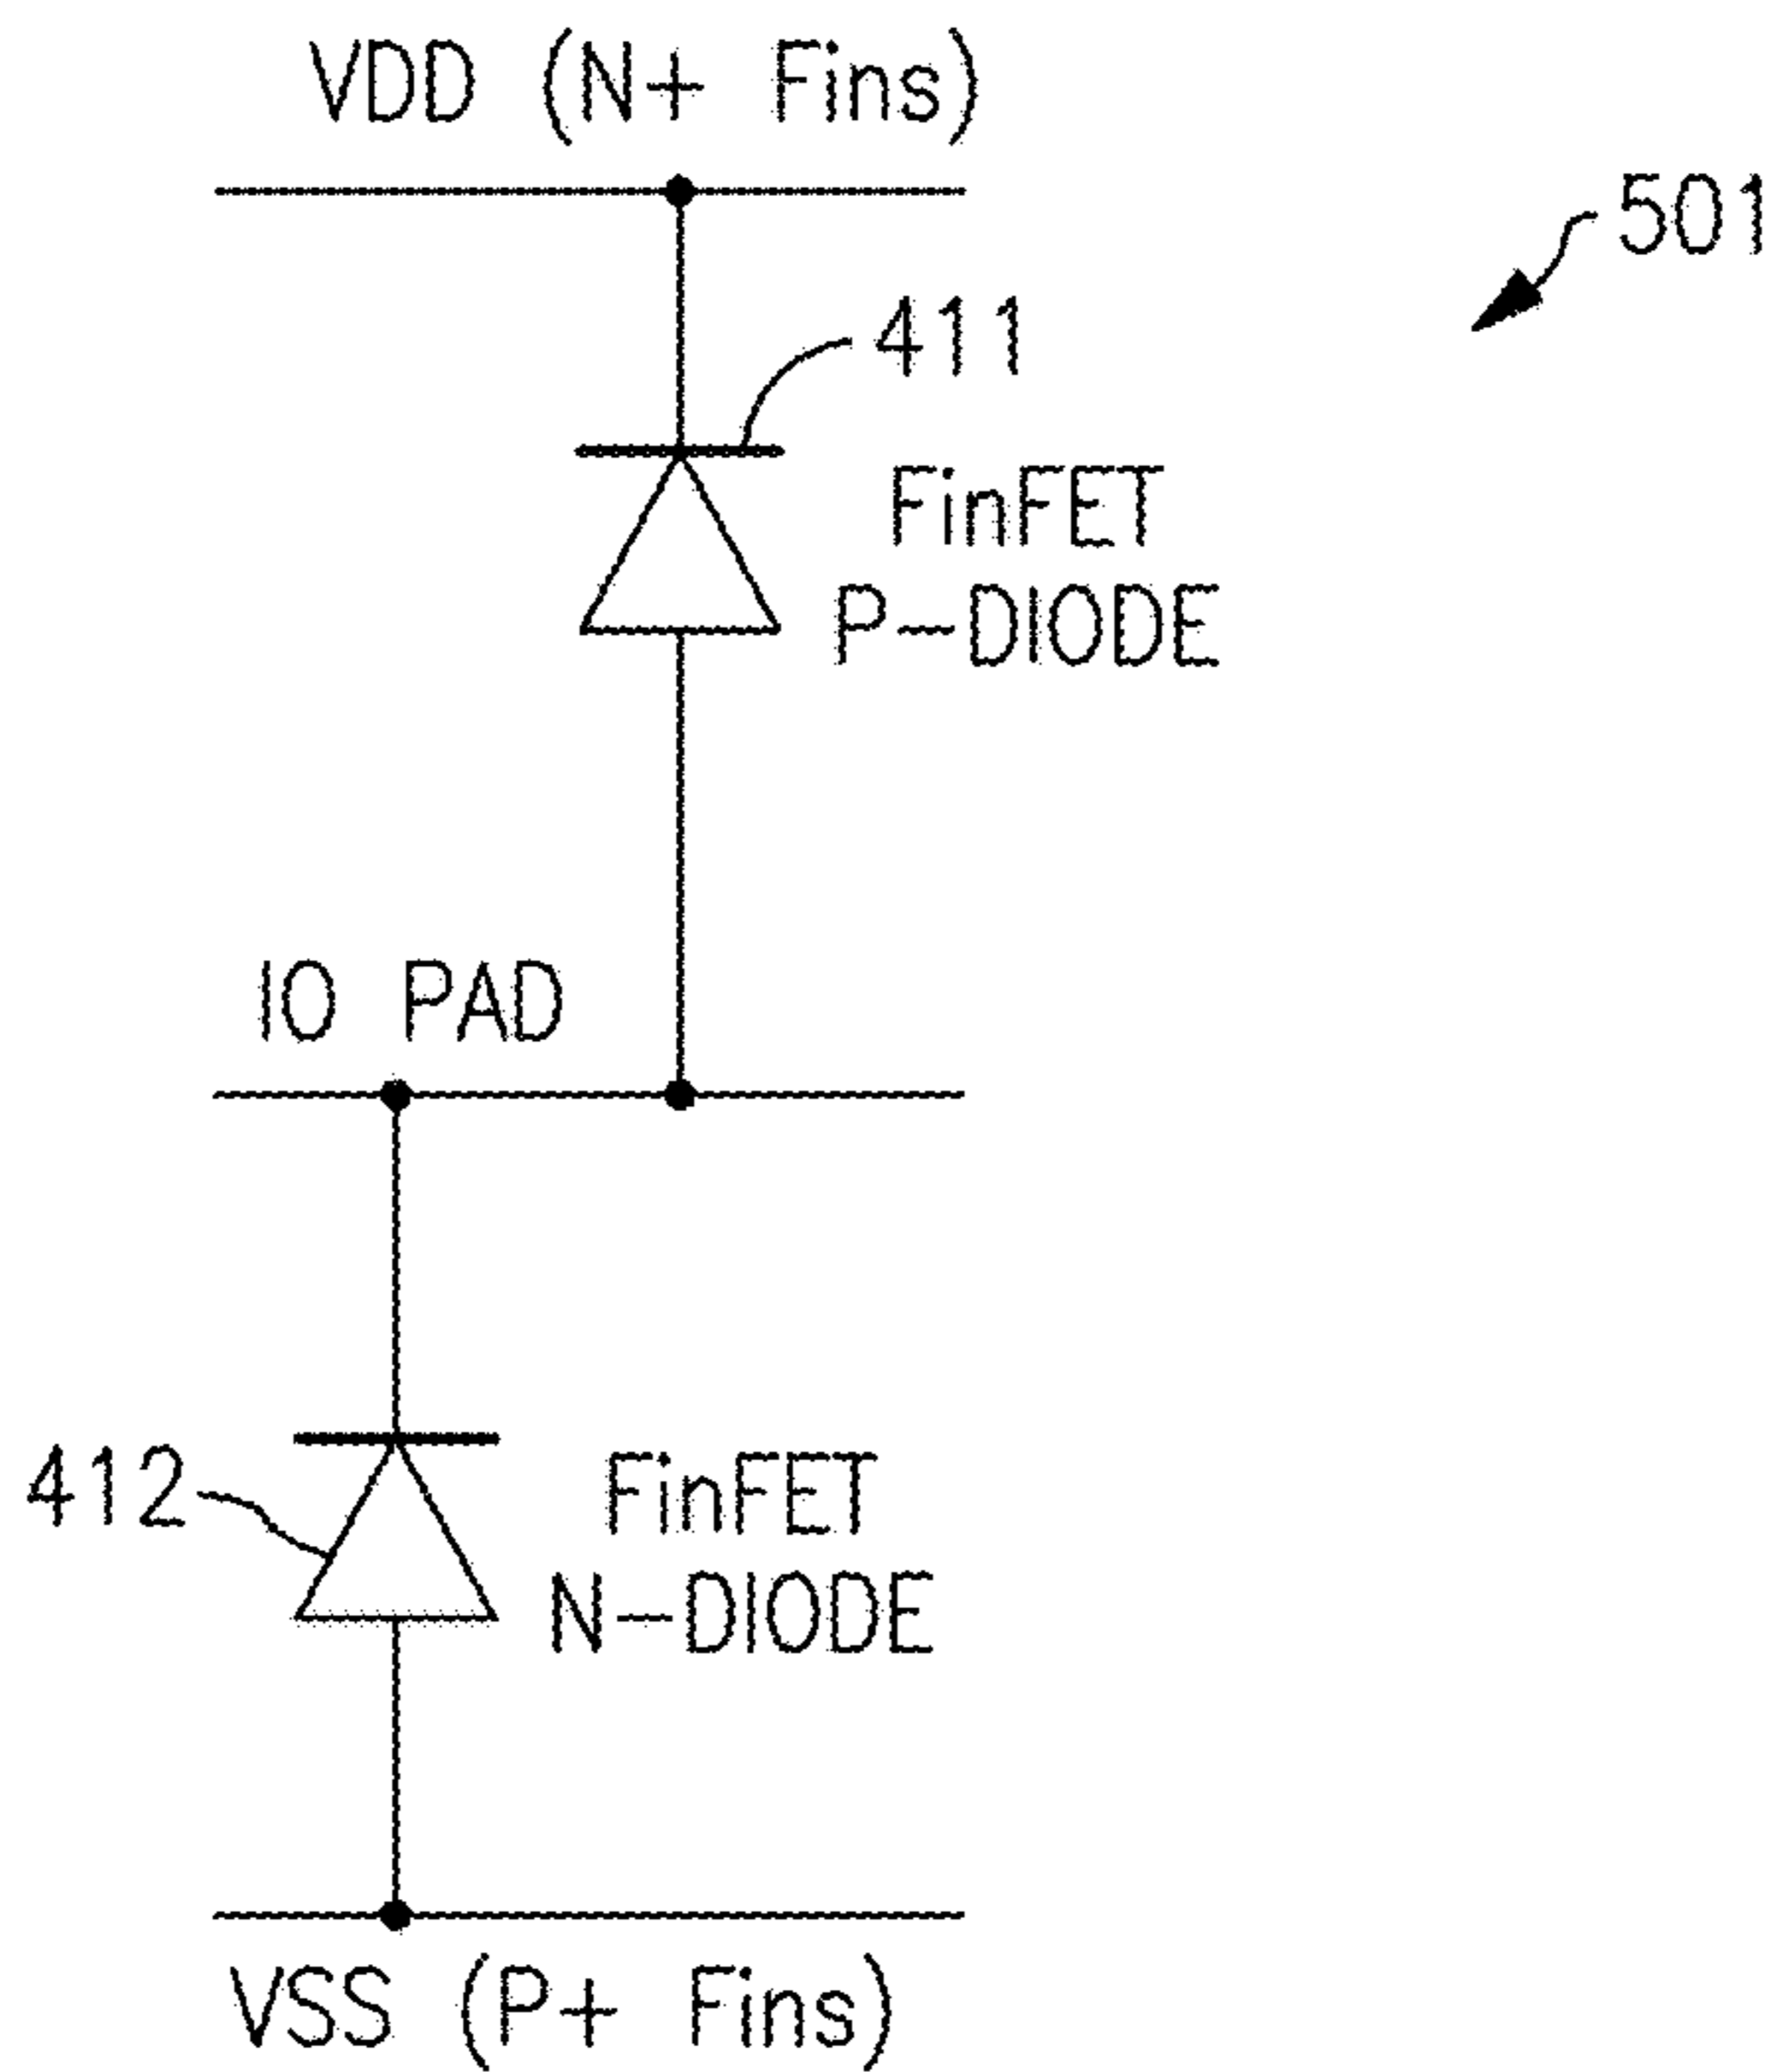 VDD (N+ Fins)
501
411
FinFET
P-DIODE
IO PAD
412
FinFET
N-DIODE
VSS (P+ Fins)